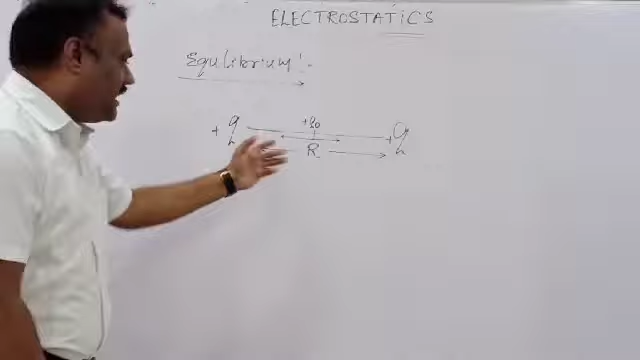 ELECTROSTATICS
Equilibrium :-
+q +q0 +q
R